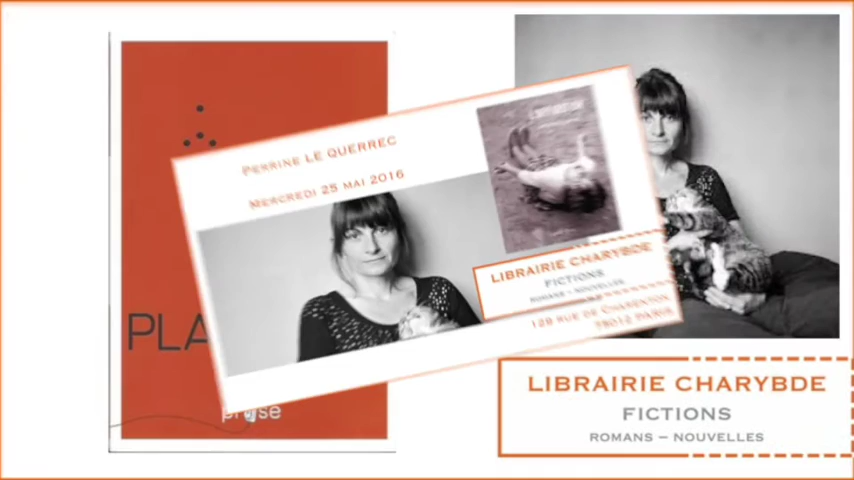 PERRINE LE QUERREC
MERCREDI 25 MAI 2016
LIBRAIRIE CHARYBDE
FICTIONS
ROMANS – NOUVELLES
129 RUE DE CHARENTON
75012 PARIS
PLA
prose
LIBRAIRIE CHARYBDE
FICTIONS
ROMANS – NOUVELLES